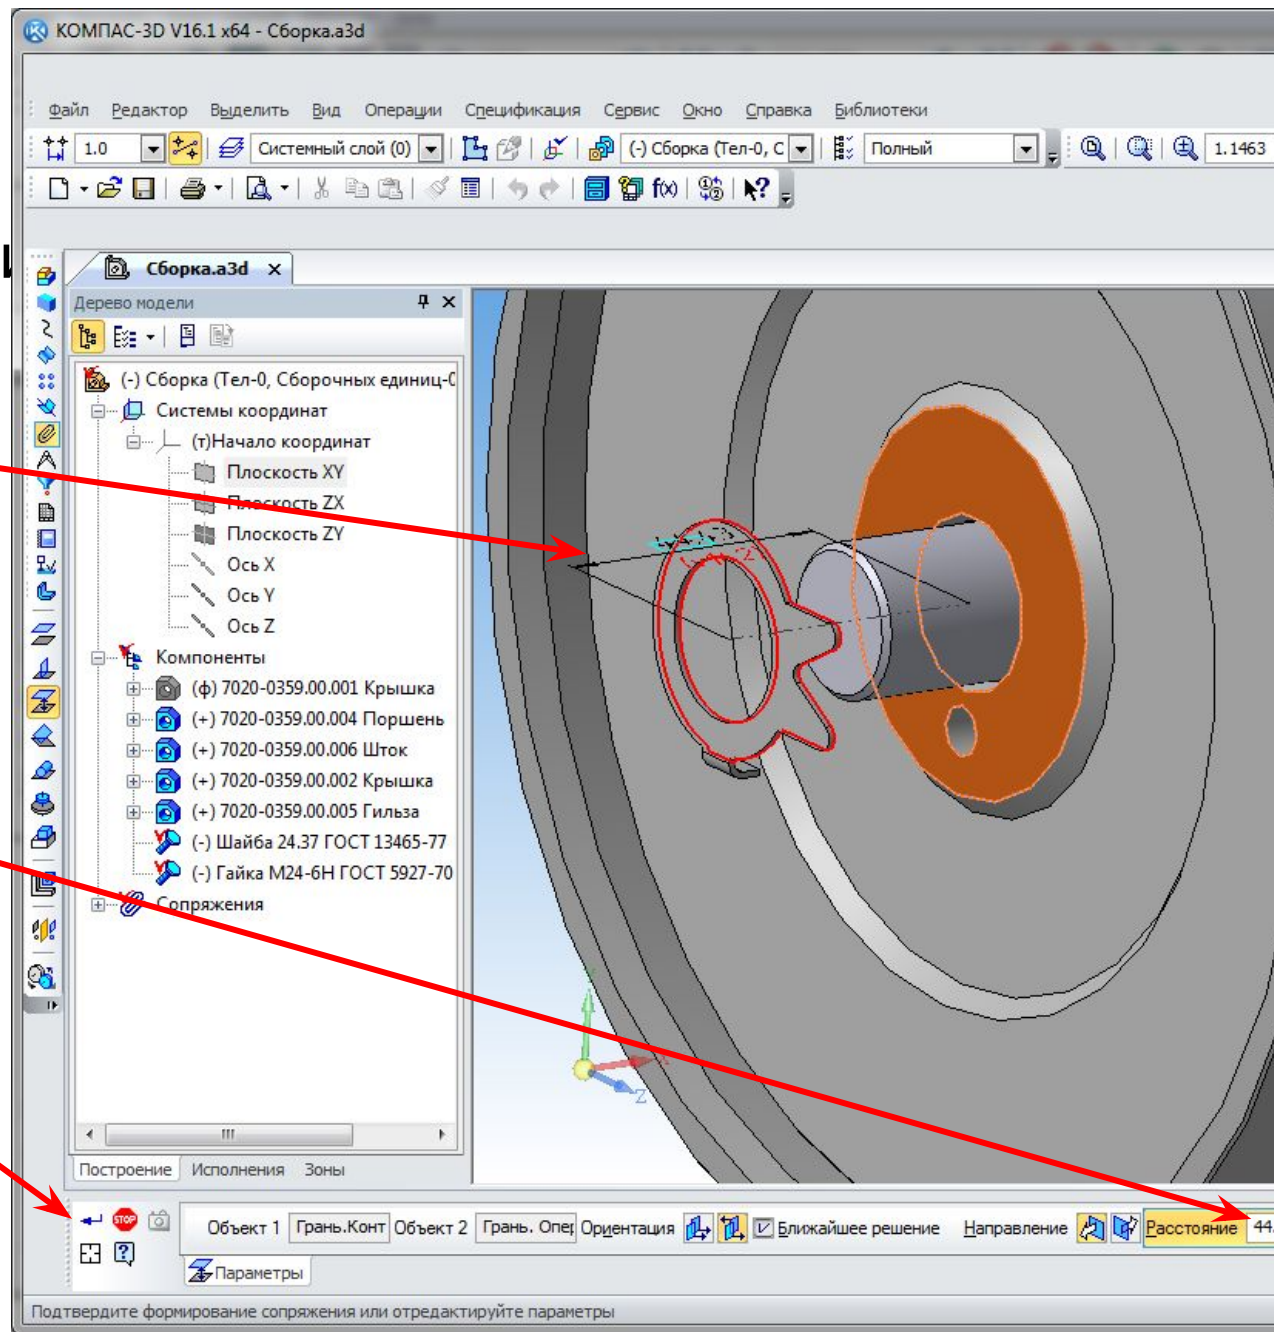 КОМПАС-3D V16.1 x64 - Сборка.a3d
Файл Редактор Выделить Вид Операции Спецификация Сервис Окно Справка Библиотеки
1.0 Системный слой (0) (-) Сборка (Тел-0, С Полный 1.1463
f(x)
Сборка.a3d
Дерево модели
(-) Сборка (Тел-0, Сборочных единиц-0
Системы координат
(т)Начало координат
Плоскость XY
Плоскость ZX
Плоскость ZY
Ось X
Ось Y
Ось Z
Компоненты
(ф) 7020-0359.00.001 Крышка
(+) 7020-0359.00.004 Поршень
(+) 7020-0359.00.006 Шток
(+) 7020-0359.00.002 Крышка
(+) 7020-0359.00.005 Гильза
(-) Шайба 24.37 ГОСТ 13465-77
(-) Гайка М24-6Н ГОСТ 5927-70
Сопряжения
Y
X
Z
Построение Исполнения Зоны
STOP Объект 1 Грань.Конт Объект 2 Грань. Опер Ориентация Ближайшее решение Направление Расстояние 44.
Параметры
Подтвердите формирование сопряжения или отредактируйте параметры